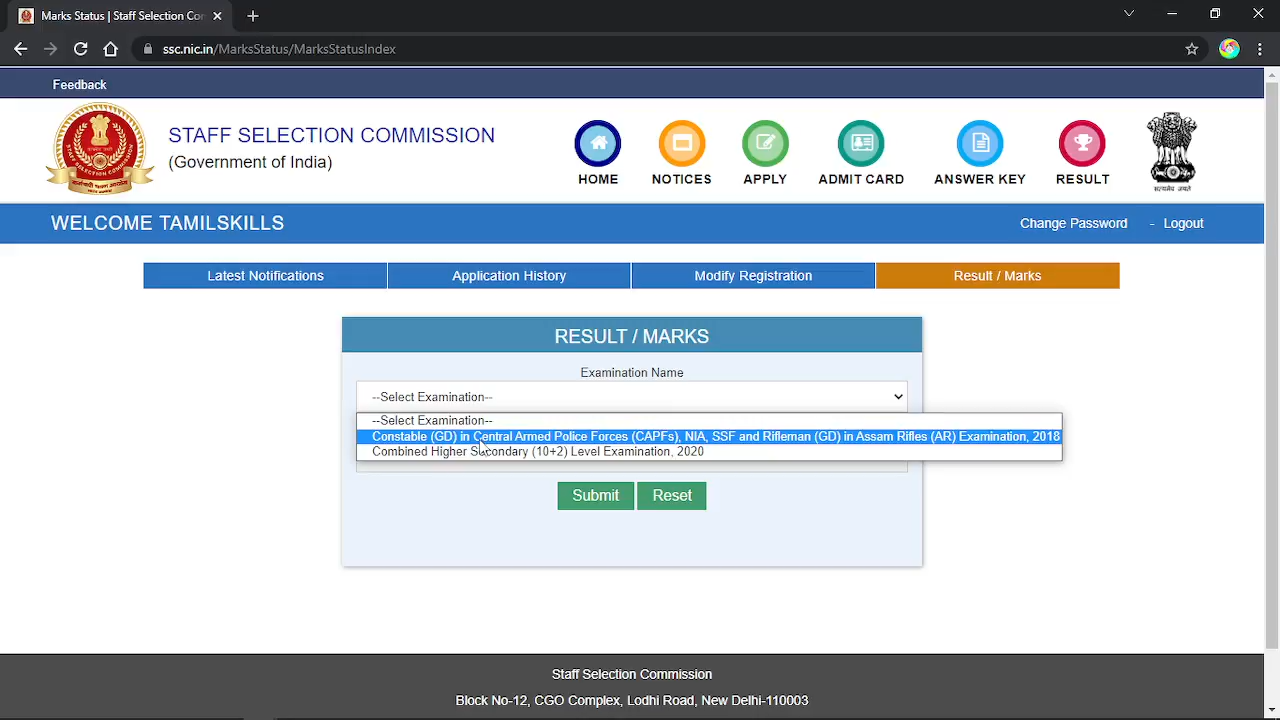 Marks Status | Staff Selection Co
ssc.nic.in/MarksStatus/MarksStatusIndex
Feedback
STAFF SELECTION COMMISSION
(Government of India)
HOME
NOTICES
APPLY
ADMIT CARD
ANSWER KEY
RESULT
सत्यमेव जयते
WELCOME TAMILSKILLS
Change Password - Logout
Latest Notifications
Application History
Modify Registration
Result / Marks
RESULT / MARKS
Examination Name
--Select Examination--
--Select Examination--
Constable (GD) in Central Armed Police Forces (CAPFs), NIA, SSF and Rifleman (GD) in Assam Rifles (AR) Examination, 2018
Combined Higher Secondary (10+2) Level Examination, 2020
Submit
Reset
Staff Selection Commission
Block No-12, CGO Complex, Lodhi Road, New Delhi-110003